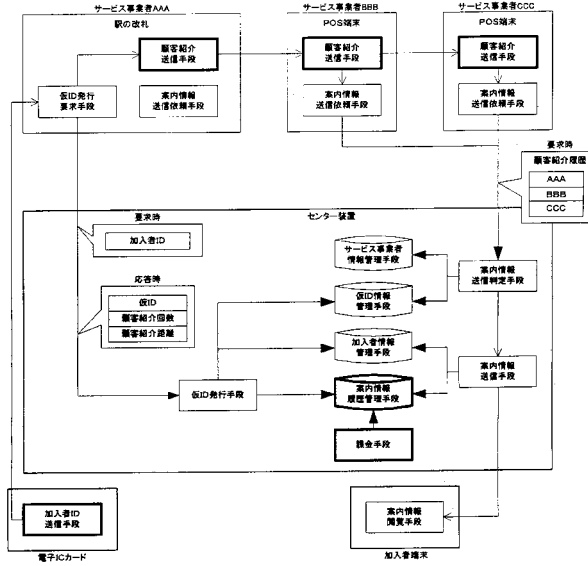 サービス事業者AAA
駅の改札
顧客紹介
送信手段
仮ID発行
要求手段
案内情報
送信依頼手段
サービス事業者BBB
POS端末
顧客紹介
送信手段
案内情報
送信依頼手段
サービス事業者CCC
POS端末
顧客紹介
送信手段
案内情報
送信依頼手段
要求時
顧客紹介履歴
AAA
BBB
CCC
センター装置
要求時
加入者ID
応答時
仮ID
顧客紹介回数
顧客紹介距離
サービス事業者
情報管理手段
仮ID情報
管理手段
加入者情報
管理手段
案内情報
履歴管理手段
案内情報
送信判定手段
案内情報
送信手段
仮ID発行手段
課金手段
加入者ID
送信手段
電子ICカード
案内情報
閲覧手段
加入者端末